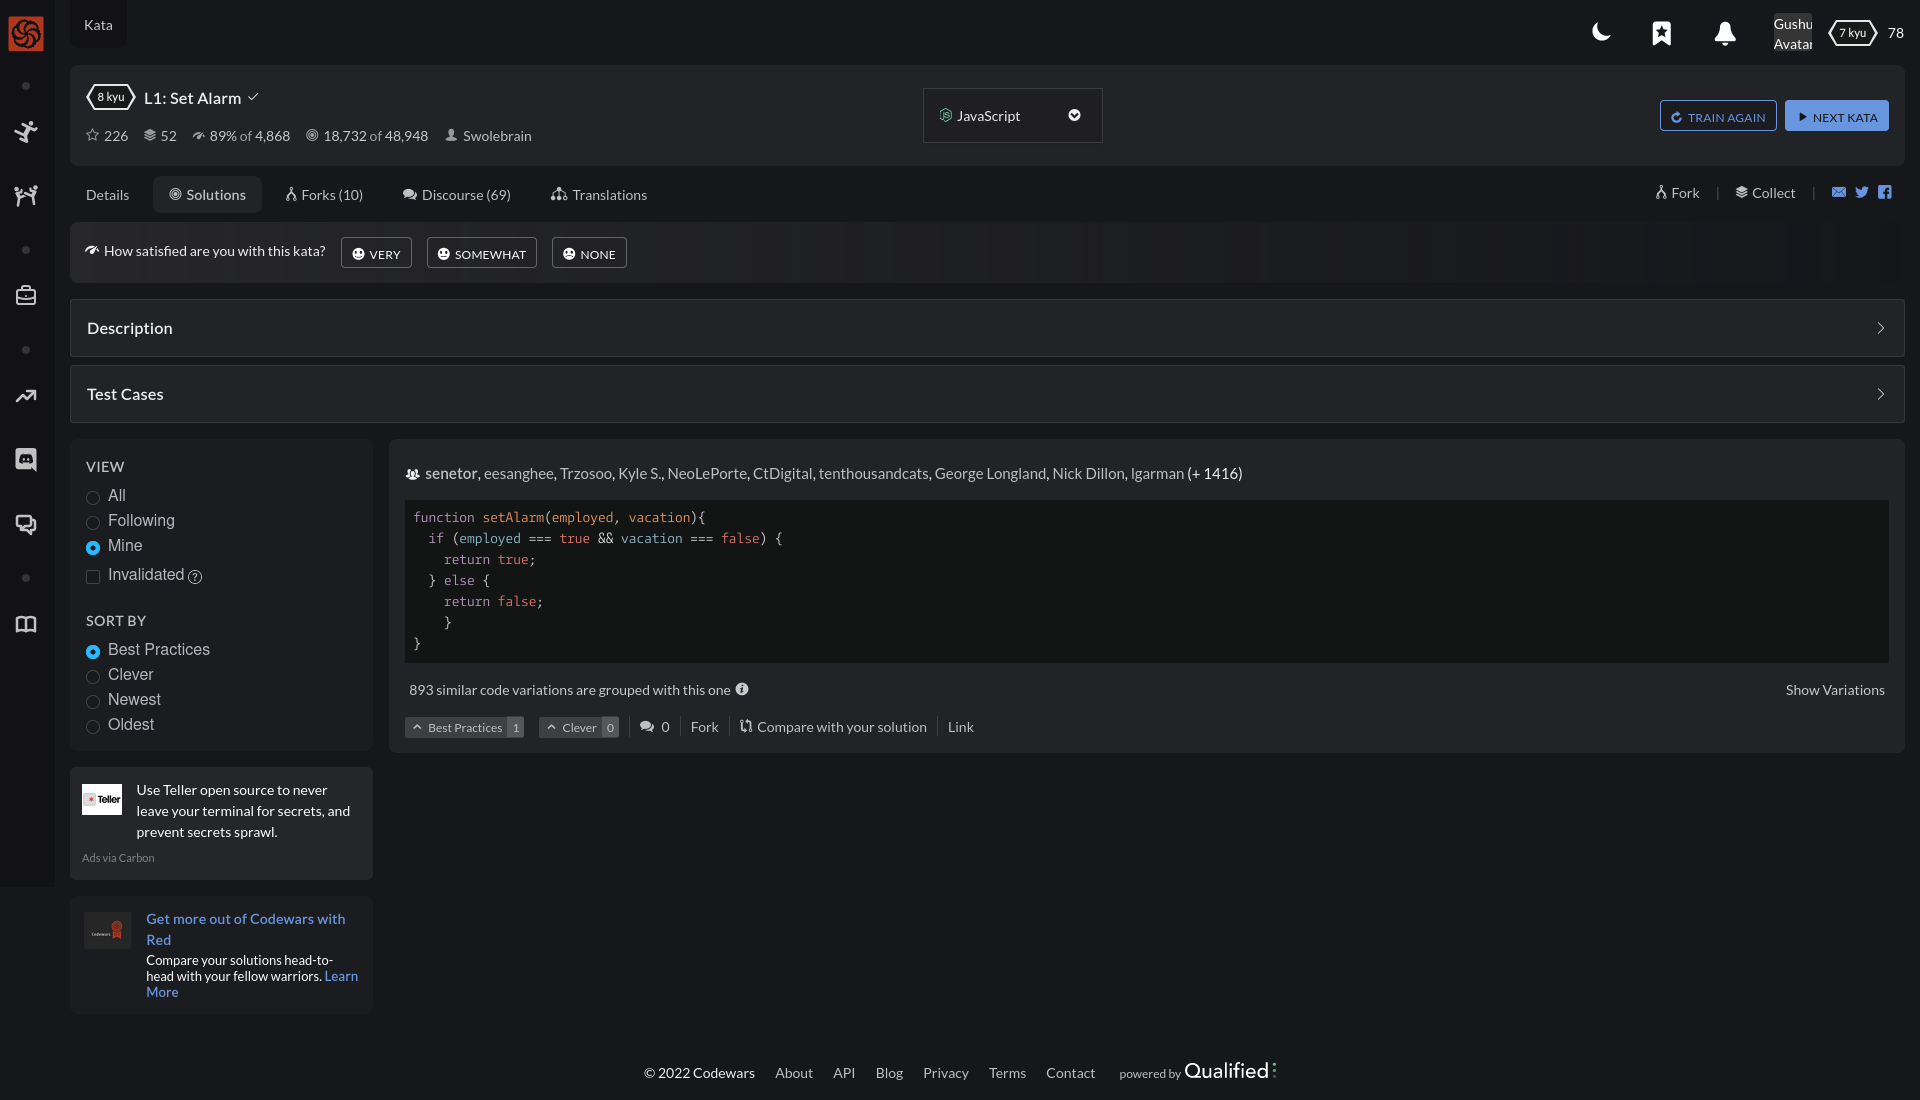 Kata
Gushu
Avatar
7 kyu
78
8 kyu
L1: Set Alarm
226
52
89% of 4,868
18,732 of 48,948
Swolebrain
JavaScript
TRAIN AGAIN
NEXT KATA
Details
Solutions
Forks (10)
Discourse (69)
Translations
Fork
|
Collect
|
How satisfied are you with this kata?
VERY
SOMEWHAT
NONE
Description
Test Cases
VIEW
All
Following
Mine
Invalidated
SORT BY
Best Practices
Clever
Newest
Oldest
Teller
Use Teller open source to never
leave your terminal for secrets, and
prevent secrets sprawl.
Ads via Carbon
Codewars
Get more out of Codewars with
Red
Compare your solutions head-to-
head with your fellow warriors. Learn
More
senetor, eesanghee, Trzosoo, Kyle S., NeoLePorte, CtDigital, tenthousandcats, George Longland, Nick Dillon, lgarman (+ 1416)
function setAlarm(employed, vacation){
if (employed === true && vacation === false) {
return true;
} else {
return false;
}
}
893 similar code variations are grouped with this one
Show Variations
Best Practices 1
Clever 0
0
Fork
Compare with your solution
Link
© 2022 Codewars
About
API
Blog
Privacy
Terms
Contact
powered by Qualified